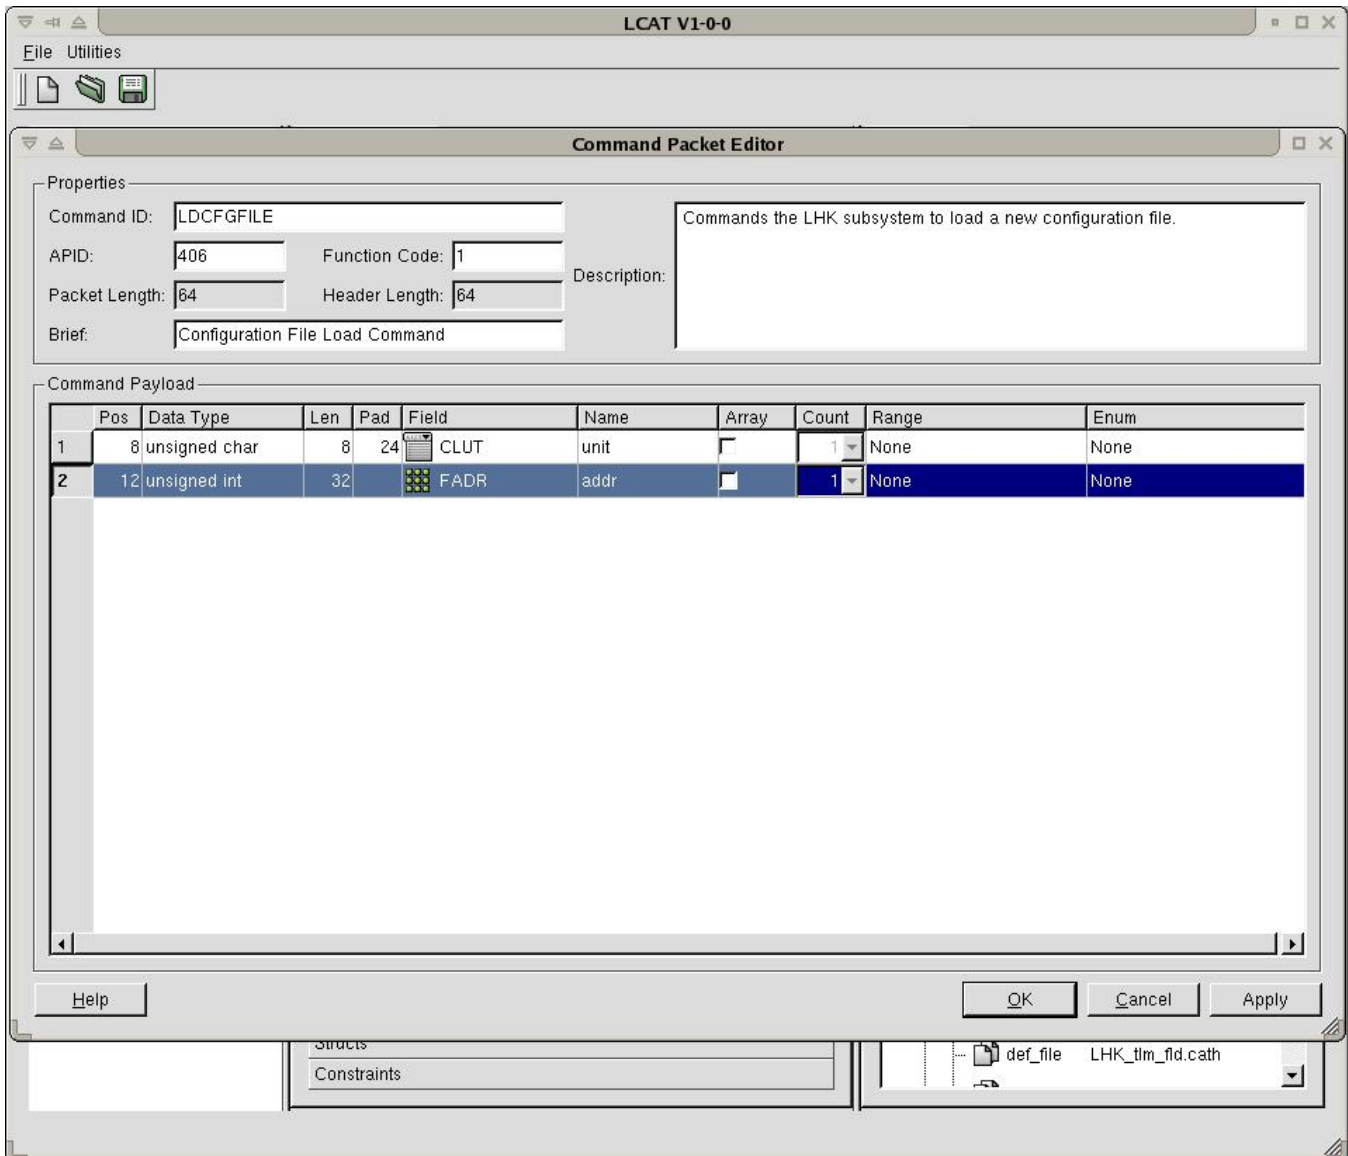 LCAT V1-0-0
File Utilities
Command Packet Editor
Properties
Command ID: LDCFGFILE
Commands the LHK subsystem to load a new configuration file.
APID: 406 Function Code: 1
Description:
Packet Length: 64 Header Length: 64
Brief: Configuration File Load Command
Command Payload
Pos Data Type Len Pad Field Name Array Count Range Enum
1 8 unsigned char 8 24 CLUT unit 1 None None
2 12 unsigned int 32 FADR addr 1 None None
Help OK Cancel Apply
Structs
def_file LHK_tlm_fld.cath
Constraints